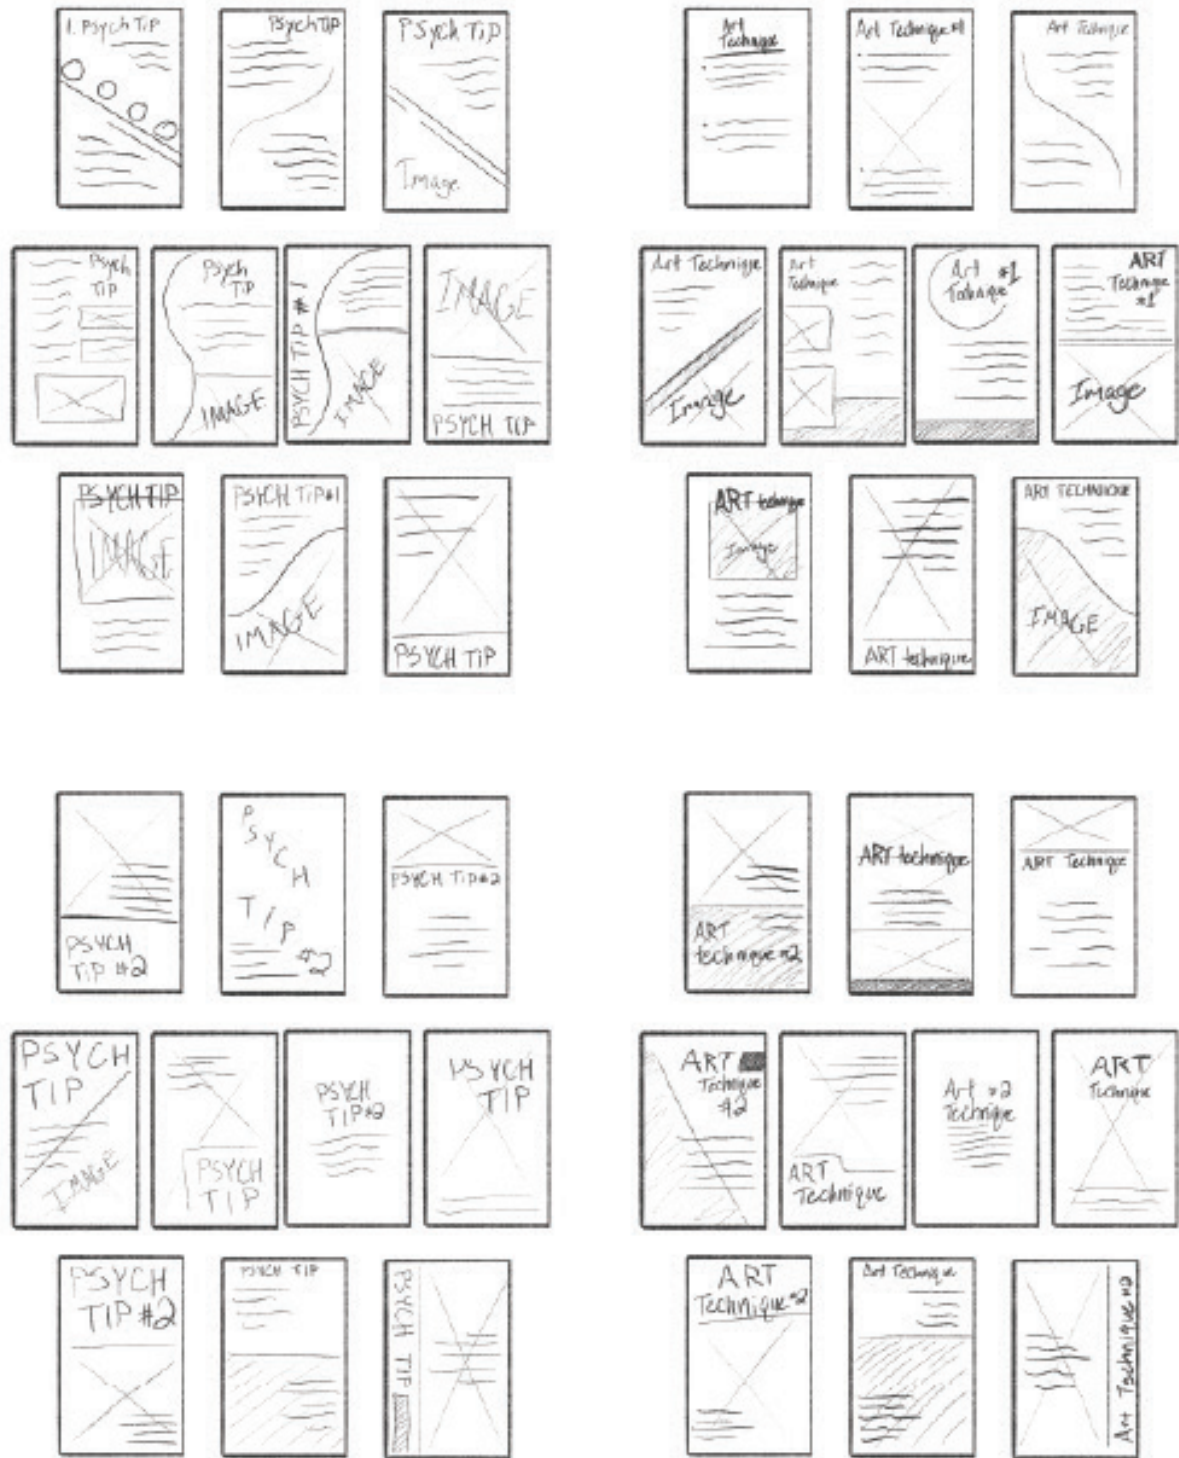 1. Psych Tip
Psych Tip
Psych Tip
Image
Psych
Tip
Psych
Tip
IMAGE
PSYCH TIP #1
IMAGE
IMAGE
PSYCH TIP
PSYCH TIP
IMAGE
PSYCH TIP #1
IMAGE
PSYCH TIP
Art
Technique
Art Technique #1
Art Technique
Art Technique
Image
Art
Technique
Art #1
Technique
ART
Technique
#1
Image
ART technique
Image
ART technique
ART TECHNIQUE
IMAGE
PSYCH
TIP #2
PSYCH
TIP
#2
PSYCH TIP #2
PSYCH
TIP
IMAGE
PSYCH
TIP
PSYCH
TIP #2
PSYCH
TIP
PSYCH
TIP #2
PSYCH TIP
PSYCH TIP
ART
technique #2
ART technique
ART Technique
ART
Technique
#2
ART
Technique
Art #2
Technique
ART
Technique
ART
Technique #2
Art Technique
Art Technique #2